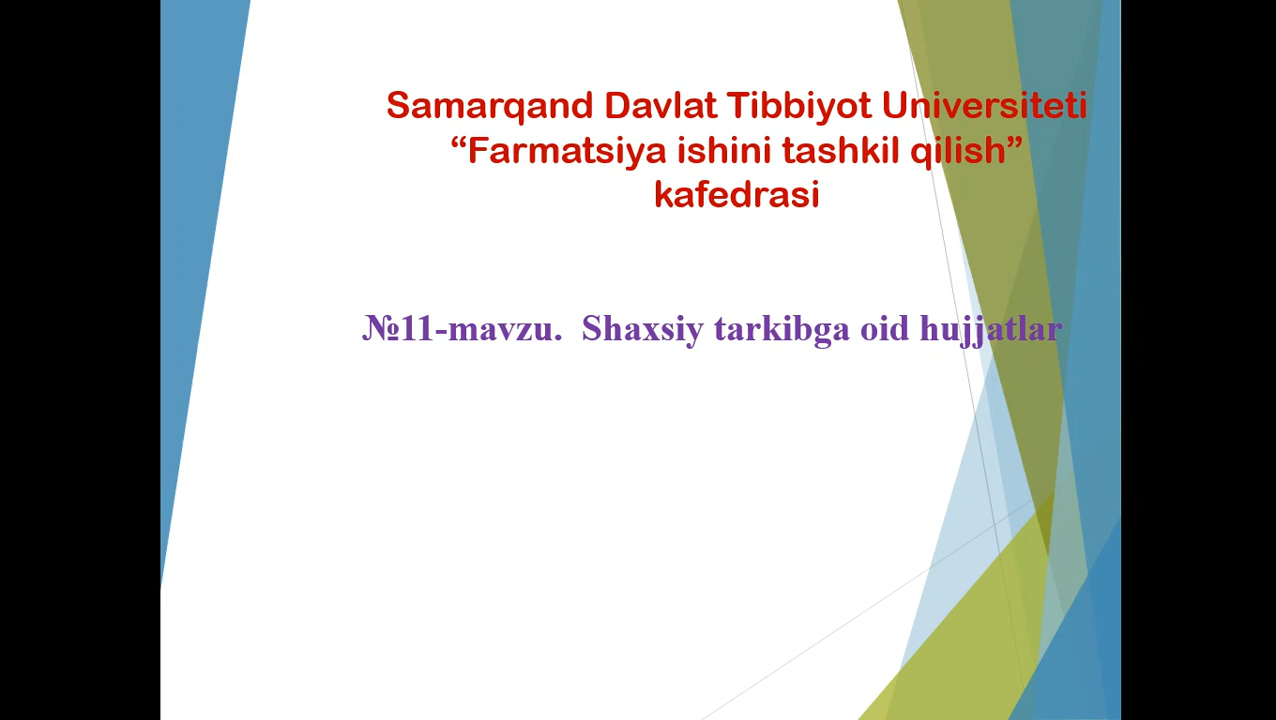 Samarqand Davlat Tibbiyot Universiteti
“Farmatsiya ishini tashkil qilish”
kafedrasi
№11-mavzu. Shaxsiy tarkibga oid hujjatlar